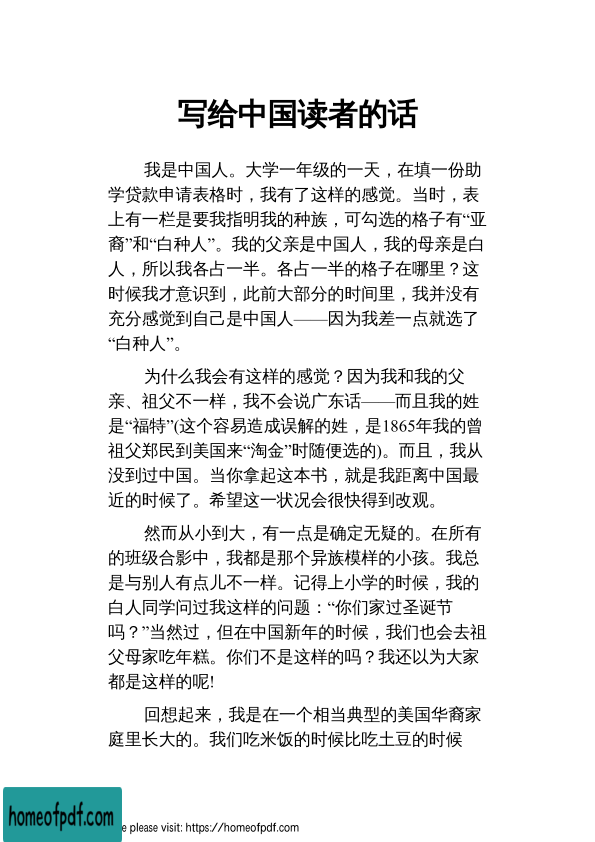 写给中国读者的话
我是中国人。大学一年级的一天，在填一份助
学贷款申请表格时，我有了这样的感觉。当时，表
上有一栏是要我指明我的种族，可勾选的格子有“亚
裔”和“白种人”。我的父亲是中国人，我的母亲是白
人，所以我各占一半。各占一半的格子在哪里？这
时候我才意识到，此前大部分的时间里，我并没有
充分感觉到自己是中国人——因为我差一点就选了
“白种人”。
为什么我会有这样的感觉？因为我和我的父
亲、祖父不一样，我不会说广东话——而且我的姓
是“福特”(这个容易造成误解的姓，是1865年我的曾
祖父郑民到美国来“淘金”时随便选的)。而且，我从
没到过中国。当你拿起这本书，就是我距离中国最
近的时候了。希望这一状况会很快得到改观。
然而从小到大，有一点是确定无疑的。在所有
的班级合影中，我都是那个异族模样的小孩。我总
是与别人有点儿不一样。记得上小学的时候，我的
白人同学问过我这样的问题：“你们家过圣诞节
吗？”当然过，但在中国新年的时候，我们也会去祖
父母家吃年糕。你们不是这样的吗？我还以为大家
都是这样的呢!
回想起来，我是在一个相当典型的美国华裔家
庭里长大的。我们吃米饭的时候比吃土豆的时候
homeofpdf.com
please visit: https://homeofpdf.com